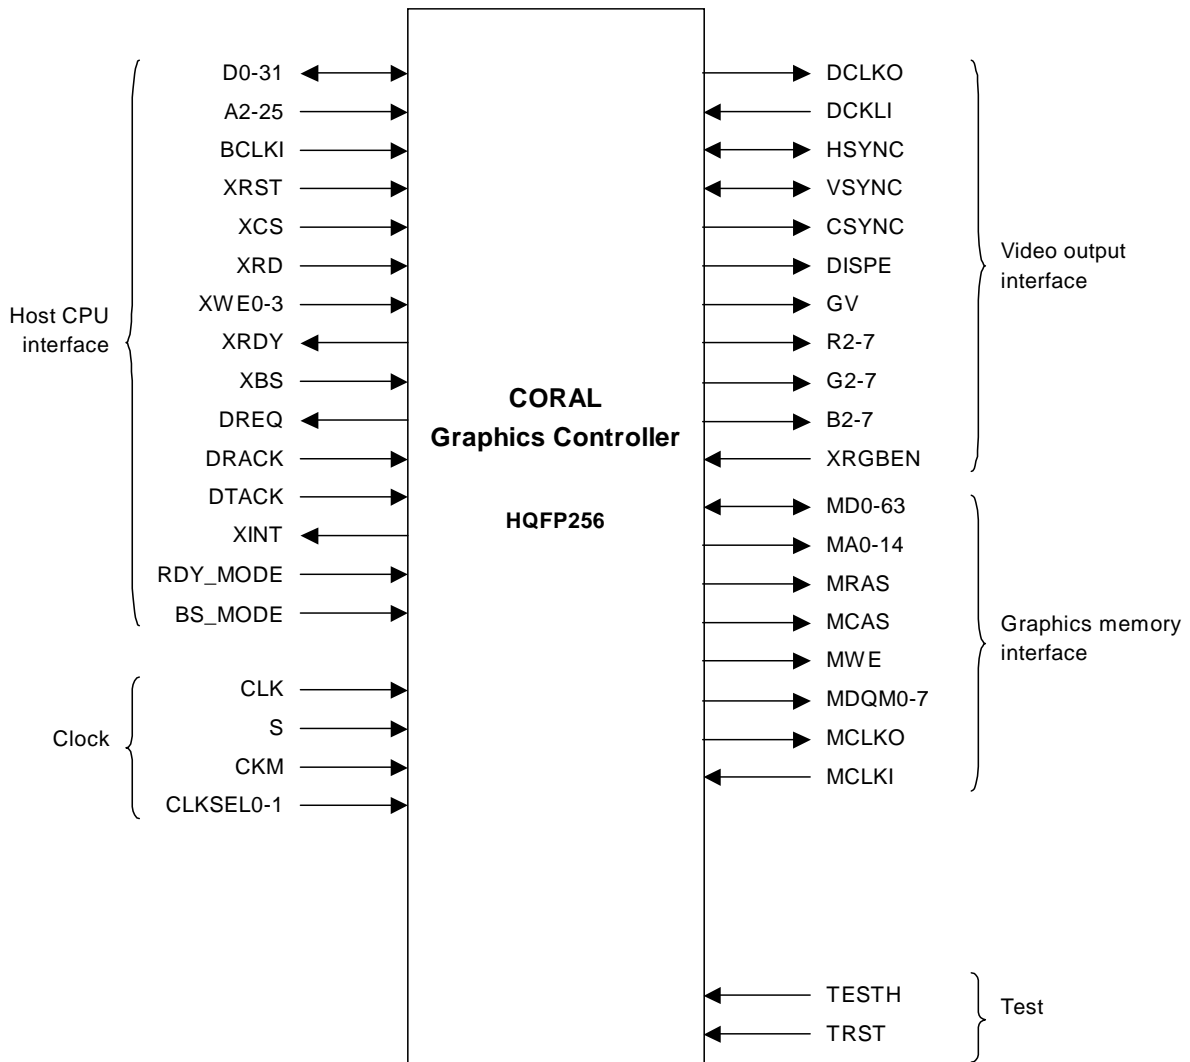 Host CPU
interface
D0-31
A2-25
BCLKI
XRST
XCS
XRD
XWE0-3
XRDY
XBS
DREQ
DRACK
DTACK
XINT
RDY_MODE
BS_MODE
Clock
CLK
S
CKM
CLKSEL0-1
CORAL
Graphics Controller
HQFP256
DCLKO
DCKLI
HSYNC
VSYNC
CSYNC
DISPE
GV
R2-7
G2-7
B2-7
XRGBEN
Video output
interface
MD0-63
MA0-14
MRAS
MCAS
MWE
MDQM0-7
MCLKO
MCLKI
Graphics memory
interface
TESTH
TRST
Test